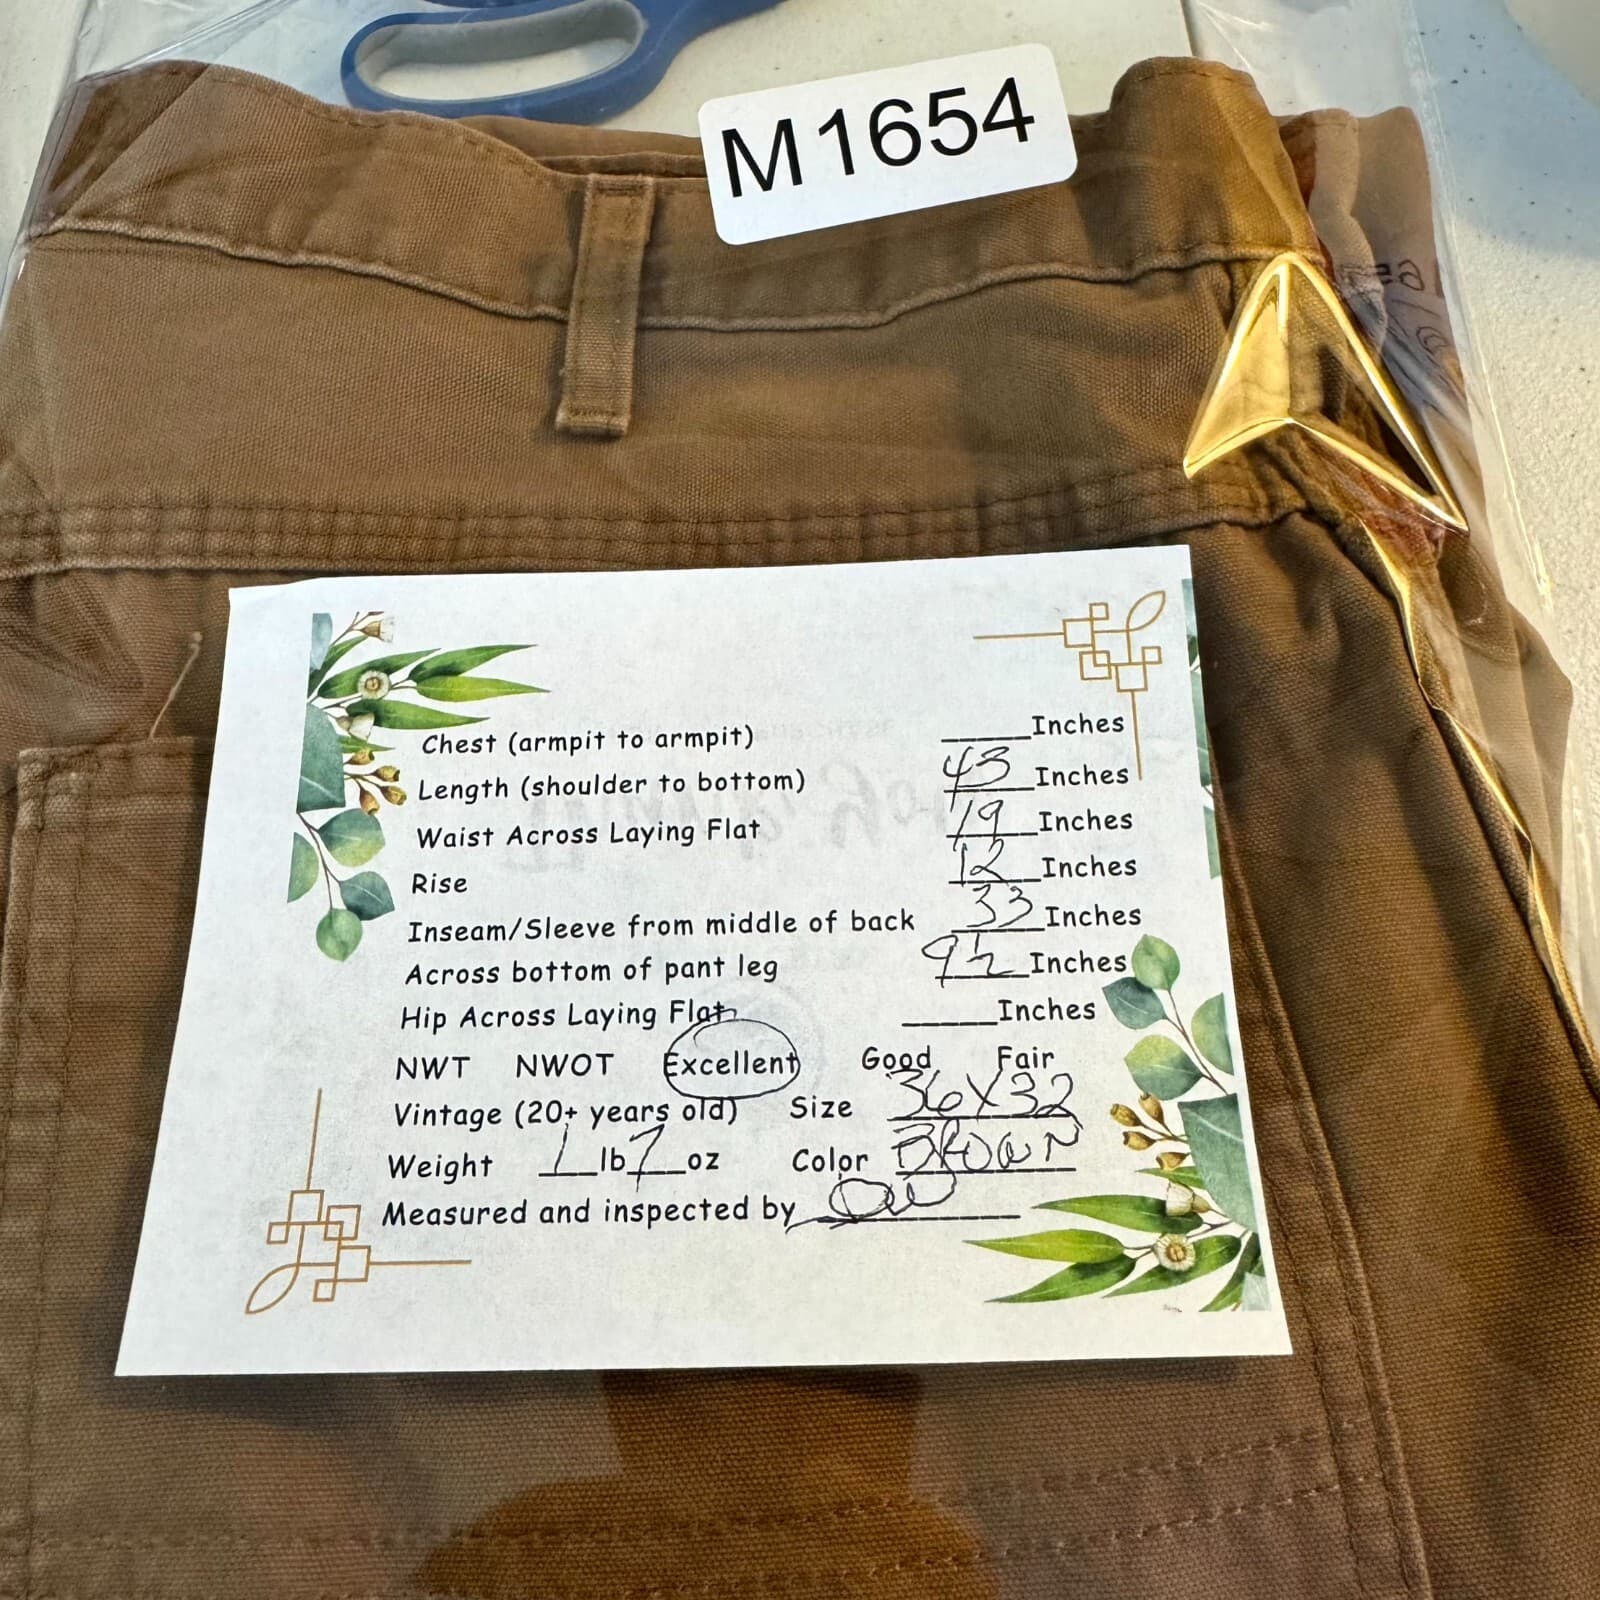 M1654
Chest (armpit to armpit) _____Inches
Length (shoulder to bottom) 43 Inches
Waist Across Laying Flat 19 Inches
Rise 12 Inches
Inseam/Sleeve from middle of back 33 Inches
Across bottom of pant leg 9½ Inches
Hip Across Laying Flat _____Inches
NWT NWOT Excellent Good Fair
Vintage (20+ years old) Size 36X32
Weight 1 lb 7 oz Color Brown
Measured and inspected by